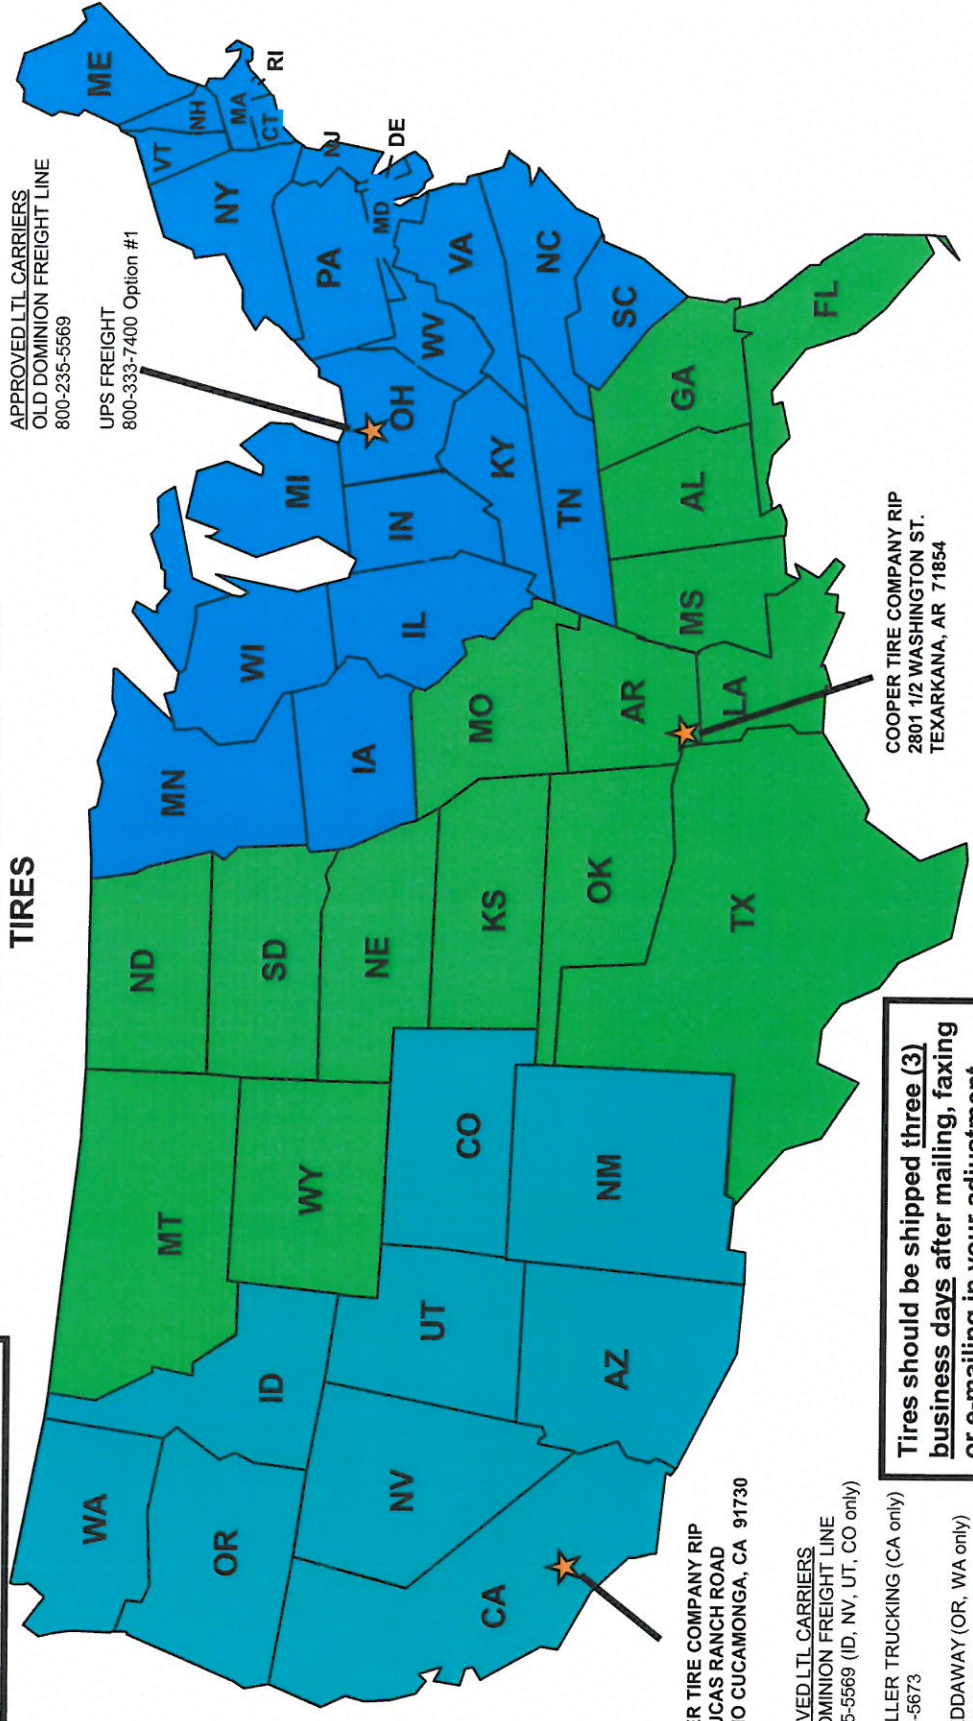 TIRES
APPROVED LTL CARRIERS
OLD DOMINION FREIGHT LINE
800-235-5569
UPS FREIGHT
800-333-7400 Option #1
WA
OR
CA
NV
ID
MT
WY
UT
AZ
CO
NM
ND
SD
NE
KS
OK
TX
MN
IA
MO
AR
LA
WI
IL
MS
MI
IN
KY
TN
AL
OH
WV
GA
FL
SC
NC
VA
PA
NY
MD
DE
NJ
VT
NH
MA
CT
RI
ME
COOPER TIRE COMPANY RIP
2801 1/2 WASHINGTON ST.
TEXARKANA, AR 71854
TIRE COMPANY RIP
RANCH ROAD
CUCAMONGA, CA 91730
LTL CARRIERS
FREIGHT LINE
5-5569 (ID, NV, UT, CO only)
TRUCKING (CA only)
-5673
(OR, WA only)
Tires should be shipped three (3)
business days after mailing, faxing
or e-mailing in your adjustment